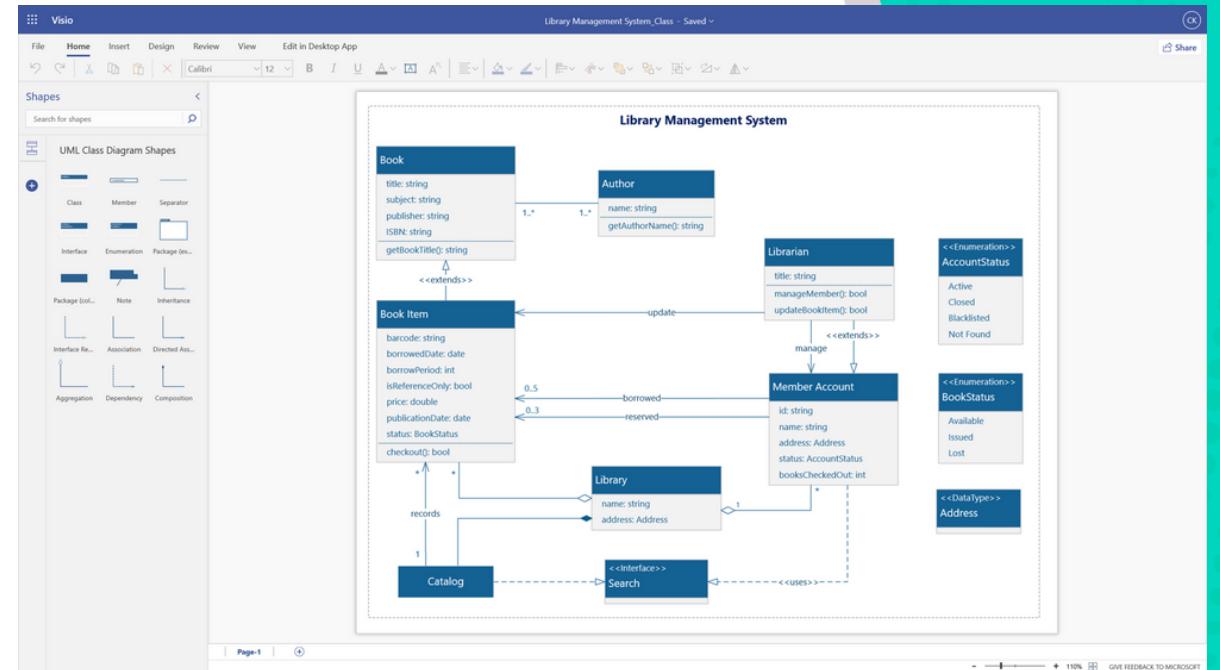 Visio
Library Management System_Class - Saved
CK
File Home Insert Design Review View Edit in Desktop App
Share
Calibri 12 B I U A A A
Shapes
Search for shapes
UML Class Diagram Shapes
Class Member Separator
Interface Enumeration Package (ex...
Package (col... Note Inheritance
Interface Re... Association Directed Ass...
Aggregation Dependency Composition
Library Management System
Book
title: string
subject: string
publisher: string
ISBN: string
getBookTitle(): string
1..* 1..*
Author
name: string
getAuthorName(): string
<<extends>>
Book Item
barcode: string
borrowedDate: date
borrowPeriod: int
isReferenceOnly: bool
price: double
publicationDate: date
status: BookStatus
checkout(): bool
update
Librarian
title: string
manageMember(): bool
updateBookItem(): bool
<<extends>>
manage
0..5
borrowed
0..3
reserved
Member Account
id: string
name: string
address: Address
status: AccountStatus
booksCheckedOut: int
<<Enumeration>>
AccountStatus
Active
Closed
Blacklisted
Not Found
<<Enumeration>>
BookStatus
Available
Issued
Lost
<<DataType>>
Address
* *
records
1
Library
name: string
address: Address
1
*
Catalog
<<Interface>>
Search
<<uses>>
Page-1
- + 110% GIVE FEEDBACK TO MICROSOFT